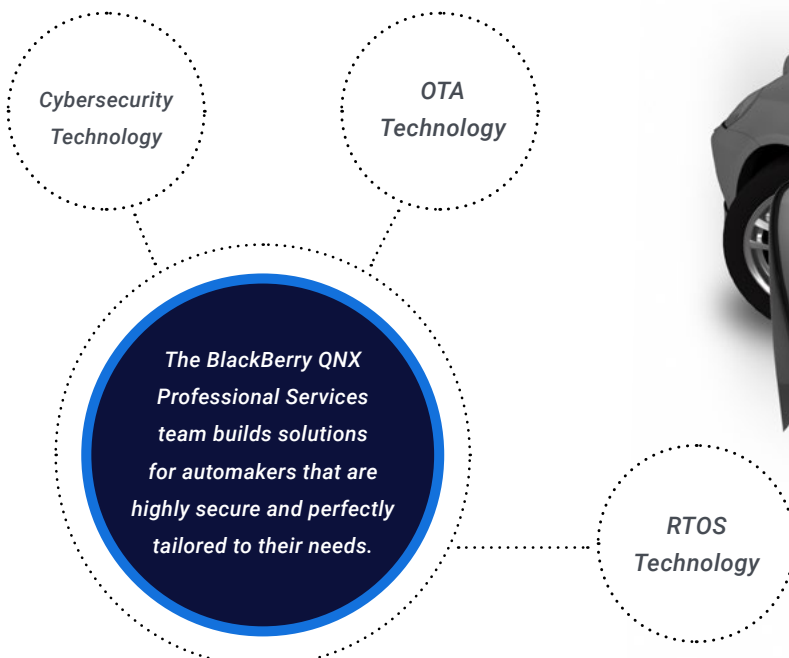 Cybersecurity
Technology
OTA
Technology
The BlackBerry QNX
Professional Services
team builds solutions
for automakers that are
highly secure and perfectly
tailored to their needs.
RTOS
Technology